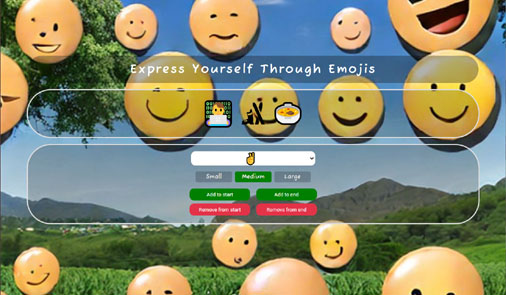 Express Yourself Through Emojis
Small Medium Large
Add to start Add to end
Remove from start Remove from end